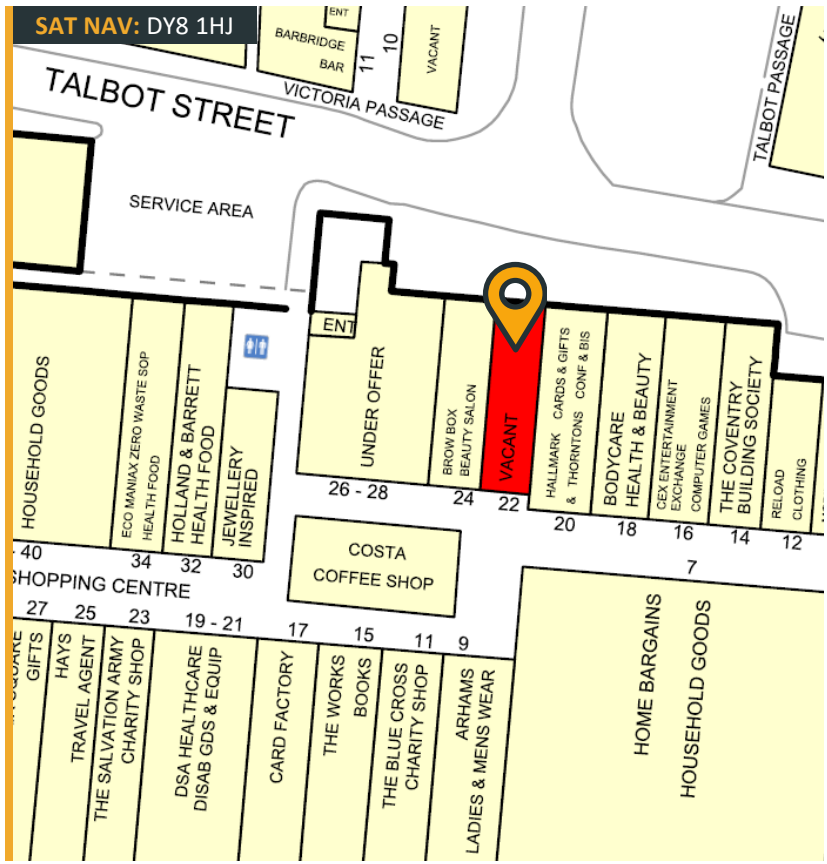 SAT NAV: DY8 1HJ
ENT
BARBRIDGE
BAR
11
10
VACANT
VICTORIA PASSAGE
TALBOT STREET
TALBOT PASSAGE
SERVICE AREA
ENT
HOUSEHOLD GOODS
ECO MANIAX ZERO WASTE SOP
HEALTH FOOD
HOLLAND & BARRETT
HEALTH FOOD
JEWELLERY
INSPIRED
UNDER OFFER
BROW BOX
BEAUTY SALON
VACANT
HALLMARK CARDS & GIFTS
& THORNTONS CONF & BIS
BODYCARE
HEALTH & BEAUTY
CEX ENTERTAINMENT
EXCHANGE
COMPUTER GAMES
THE COVENTRY
BUILDING SOCIETY
RELOAD
CLOTHING
- 40
34
32
30
26 - 28
24
22
20
18
16
14
12
COSTA
COFFEE SHOP
SHOPPING CENTRE
7
27
25
23
19 - 21
17
15
11
9
SQUARE
GIFTS
HAYS
TRAVEL AGENT
THE SALVATION ARMY
CHARITY SHOP
DSA HEALTHCARE
DISAB GDS & EQUIP
CARD FACTORY
THE WORKS
BOOKS
THE BLUE CROSS
CHARITY SHOP
ARHAMS
LADIES & MENS WEAR
HOME BARGAINS
HOUSEHOLD GOODS